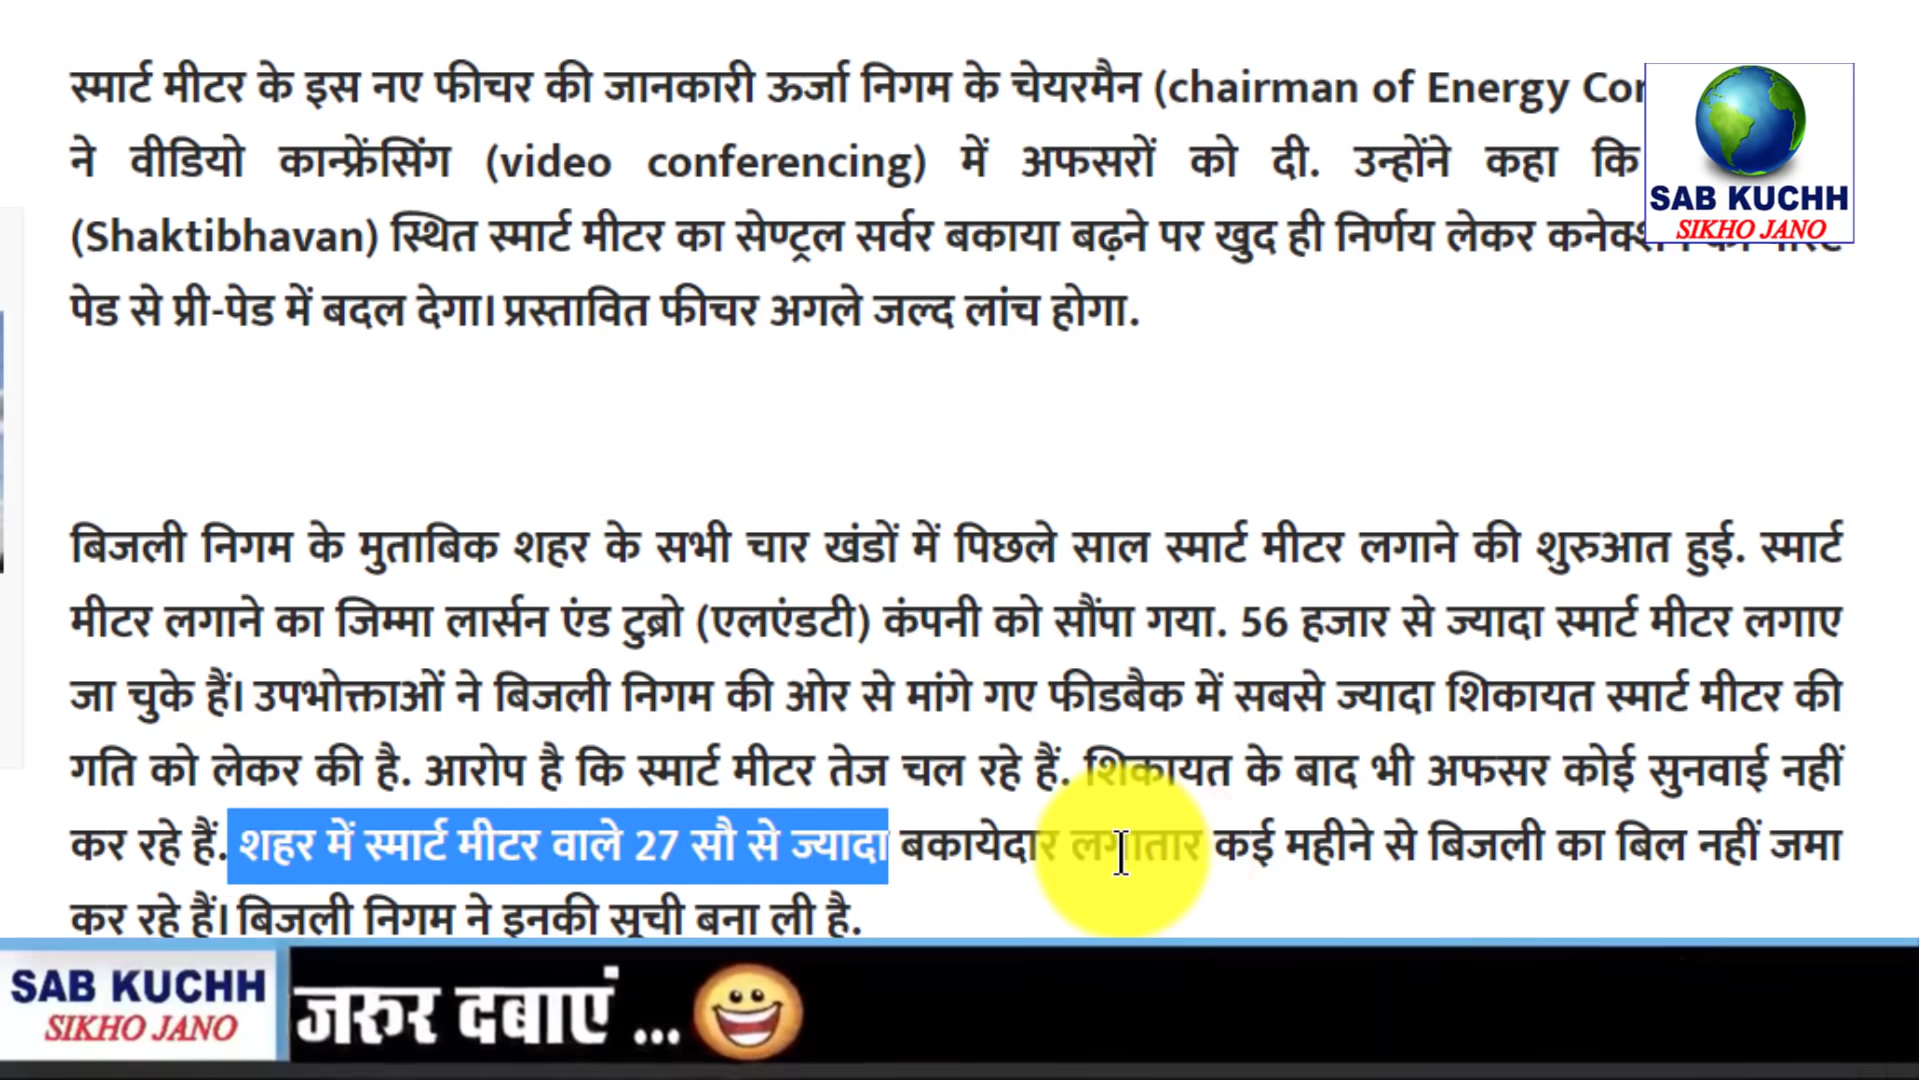 स्मार्ट मीटर के इस नए फीचर की जानकारी ऊर्जा निगम के चेयरमैन (chairman of Energy
ने वीडियो कान्फ्रेंसिंग (video conferencing) में अफसरों को दी. उन्होंने कहा कि
(Shaktibhavan) स्थित स्मार्ट मीटर का सेण्ट्रल सर्वर बकाया बढ़ने पर खुद ही निर्णय लेकर
पेड से प्री-पेड में बदल देगा। प्रस्तावित फीचर अगले जल्द लांच होगा.
SAB KUCHH
SIKHO JANO
बिजली निगम के मुताबिक शहर के सभी चार खंडों में पिछले साल स्मार्ट मीटर लगाने की शुरुआत हुई. स्मार्ट
मीटर लगाने का जिम्मा लार्सन एंड टुब्रो (एलएंडटी) कंपनी को सौंपा गया. 56 हजार से ज्यादा स्मार्ट मीटर लगाए
जा चुके हैं। उपभोक्ताओं ने बिजली निगम की ओर से मांगे गए फीडबैक में सबसे ज्यादा शिकायत स्मार्ट मीटर की
गति को लेकर की है. आरोप है कि स्मार्ट मीटर तेज चल रहे हैं. शिकायत के बाद भी अफसर कोई सुनवाई नहीं
कर रहे हैं. शहर में स्मार्ट मीटर वाले 27 सौ से ज्यादा बकायेदार लगातार कई महीने से बिजली का बिल नहीं जमा
कर रहे हैं। बिजली निगम ने इनकी सूची बना ली है.
SAB KUCHH
SIKHO JANO
जरुर दबाएं ...